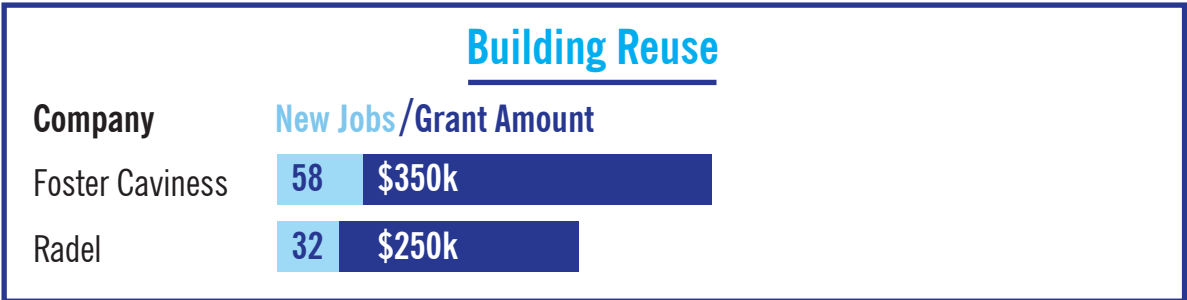 Building Reuse
Company New Jobs/Grant Amount
Foster Caviness 58 $350k
Radel 32 $250k